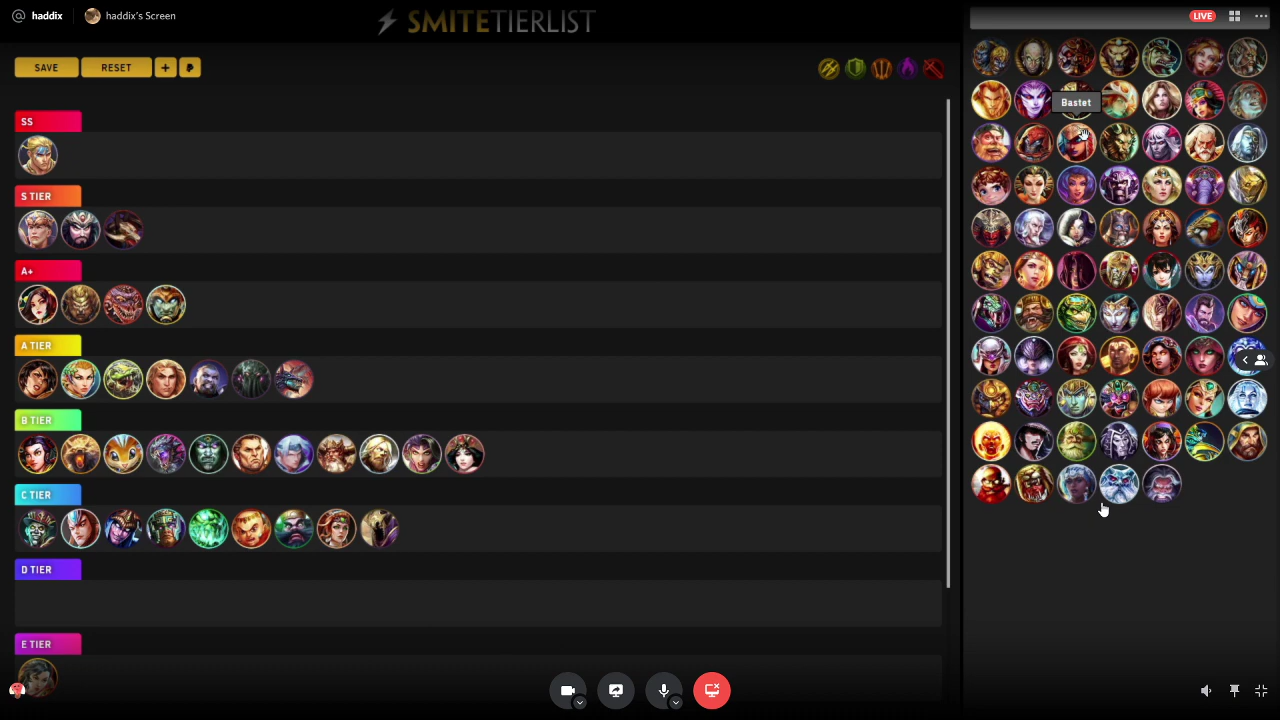 haddix
haddix's Screen
SMITETIERLIST
LIVE
SAVE
RESET
+
SS
Bastet
S TIER
A+
A TIER
B TIER
C TIER
D TIER
E TIER